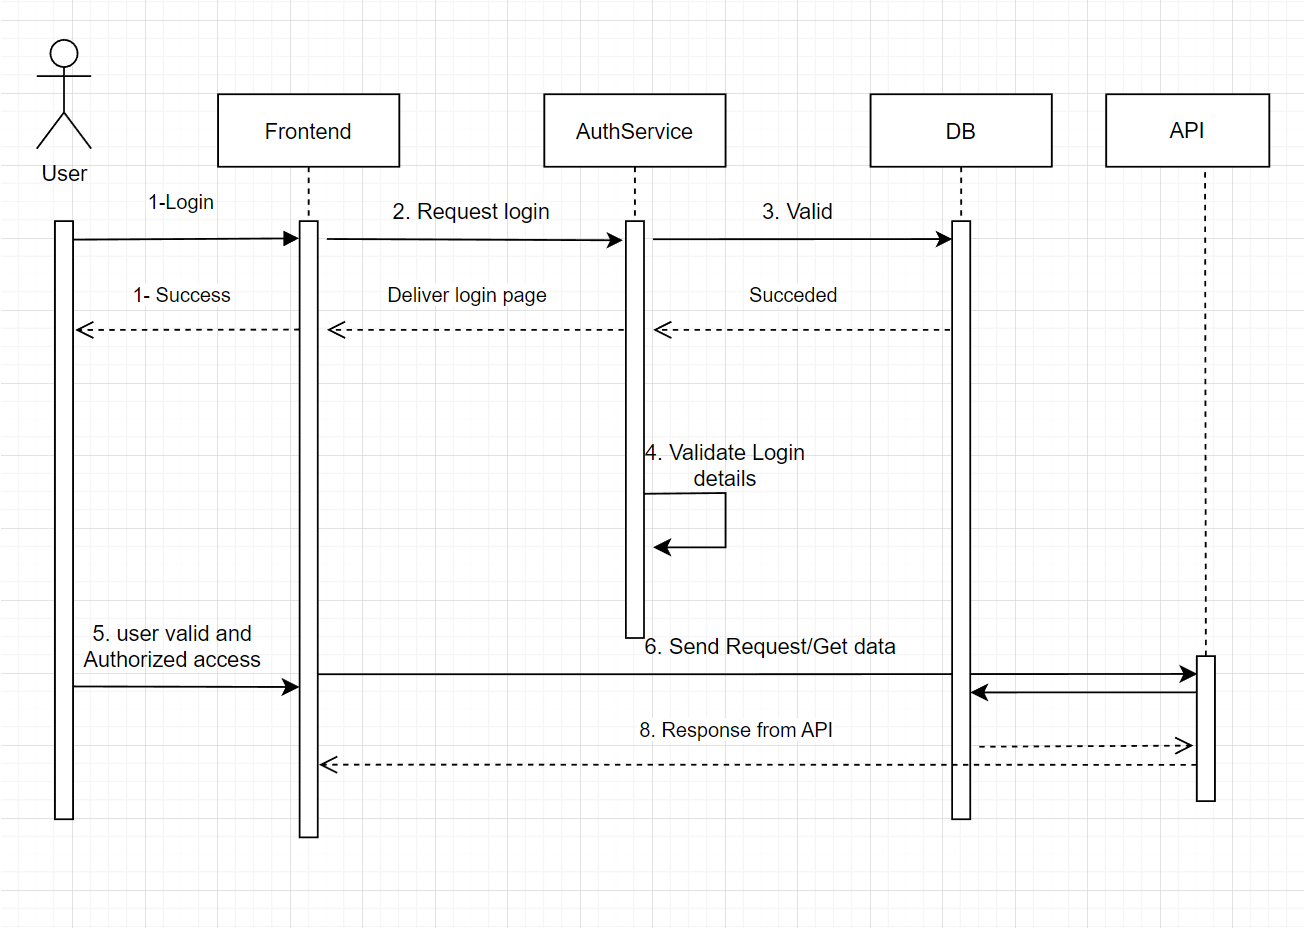 Frontend
AuthService
DB
API
User
1-Login
2. Request login
3. Valid
1- Success
Deliver login page
Succeded
4. Validate Login
details
5. user valid and
Authorized access
6. Send Request/Get data
8. Response from API